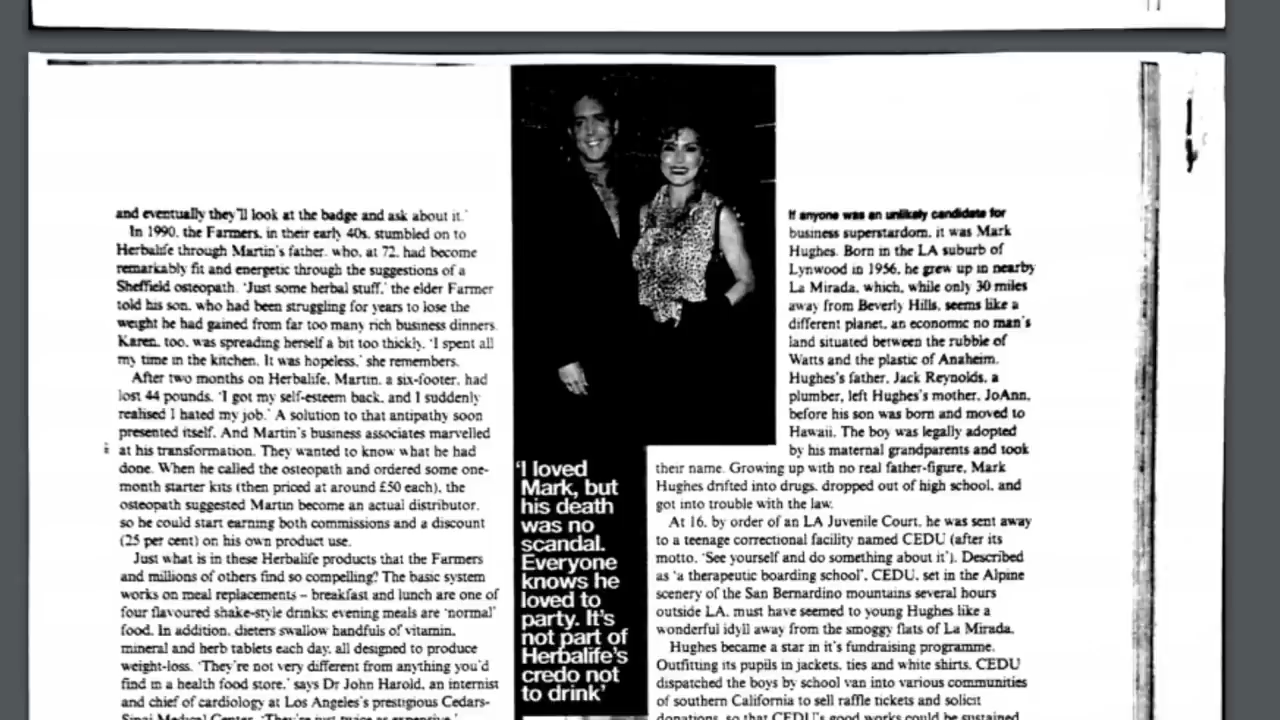 and eventually they'll look at the badge and ask about it.'
In 1990, the Farmers, in their early 40s, stumbled on to
Herbalife through Martin's father, who, at 72, had become
remarkably fit and energetic through the suggestions of a
Sheffield osteopath. 'Just some herbal stuff,' the elder Farmer
told his son, who had been struggling for years to lose the
weight he had gained from far too many rich business dinners.
Karen, too, was spreading herself a bit too thickly. 'I spent all
my time in the kitchen. It was hopeless,' she remembers.
After two months on Herbalife, Martin, a six-footer, had
lost 44 pounds. 'I got my self-esteem back, and I suddenly
realised I hated my job.' A solution to that antipathy soon
presented itself. And Martin's business associates marvelled
at his transformation. They wanted to know what he had
done. When he called the osteopath and ordered some one-
month starter kits (then priced at around £50 each), the
osteopath suggested Martin become an actual distributor,
so he could start earning both commissions and a discount
(25 per cent) on his own product use.
Just what is in these Herbalife products that the Farmers
and millions of others find so compelling? The basic system
works on meal replacements – breakfast and lunch are one of
four flavoured shake-style drinks; evening meals are 'normal'
food. In addition, dieters swallow handfuls of vitamin,
mineral and herb tablets each day, all designed to produce
weight-loss. 'They're not very different from anything you'd
find in a health food store,' says Dr John Harold, an internist
and chief of cardiology at Los Angeles's prestigious Cedars-
Sinai Medical Center. 'They're just twice as expensive.'
'I loved
Mark, but
his death
was no
scandal.
Everyone
knows he
loved to
party. It's
not part of
Herbalife's
credo not
to drink'
If anyone was an unlikely candidate for
business superstardom, it was Mark
Hughes. Born in the LA suburb of
Lynwood in 1956, he grew up in nearby
La Mirada, which, while only 30 miles
away from Beverly Hills, seems like a
different planet, an economic no man's
land situated between the rubble of
Watts and the plastic of Anaheim.
Hughes's father, Jack Reynolds, a
plumber, left Hughes's mother, JoAnn,
before his son was born and moved to
Hawaii. The boy was legally adopted
by his maternal grandparents and took
their name. Growing up with no real father-figure, Mark
Hughes drifted into drugs, dropped out of high school, and
got into trouble with the law.
At 16, by order of an LA Juvenile Court, he was sent away
to a teenage correctional facility named CEDU (after its
motto, 'See yourself and do something about it'). Described
as 'a therapeutic boarding school', CEDU, set in the Alpine
scenery of the San Bernardino mountains several hours
outside LA, must have seemed to young Hughes like a
wonderful idyll away from the smoggy flats of La Mirada.
Hughes became a star in it's fundraising programme.
Outfitting its pupils in jackets, ties and white shirts, CEDU
dispatched the boys by school van into various communities
of southern California to sell raffle tickets and solicit
donations, so that CEDU's good works could be sustained